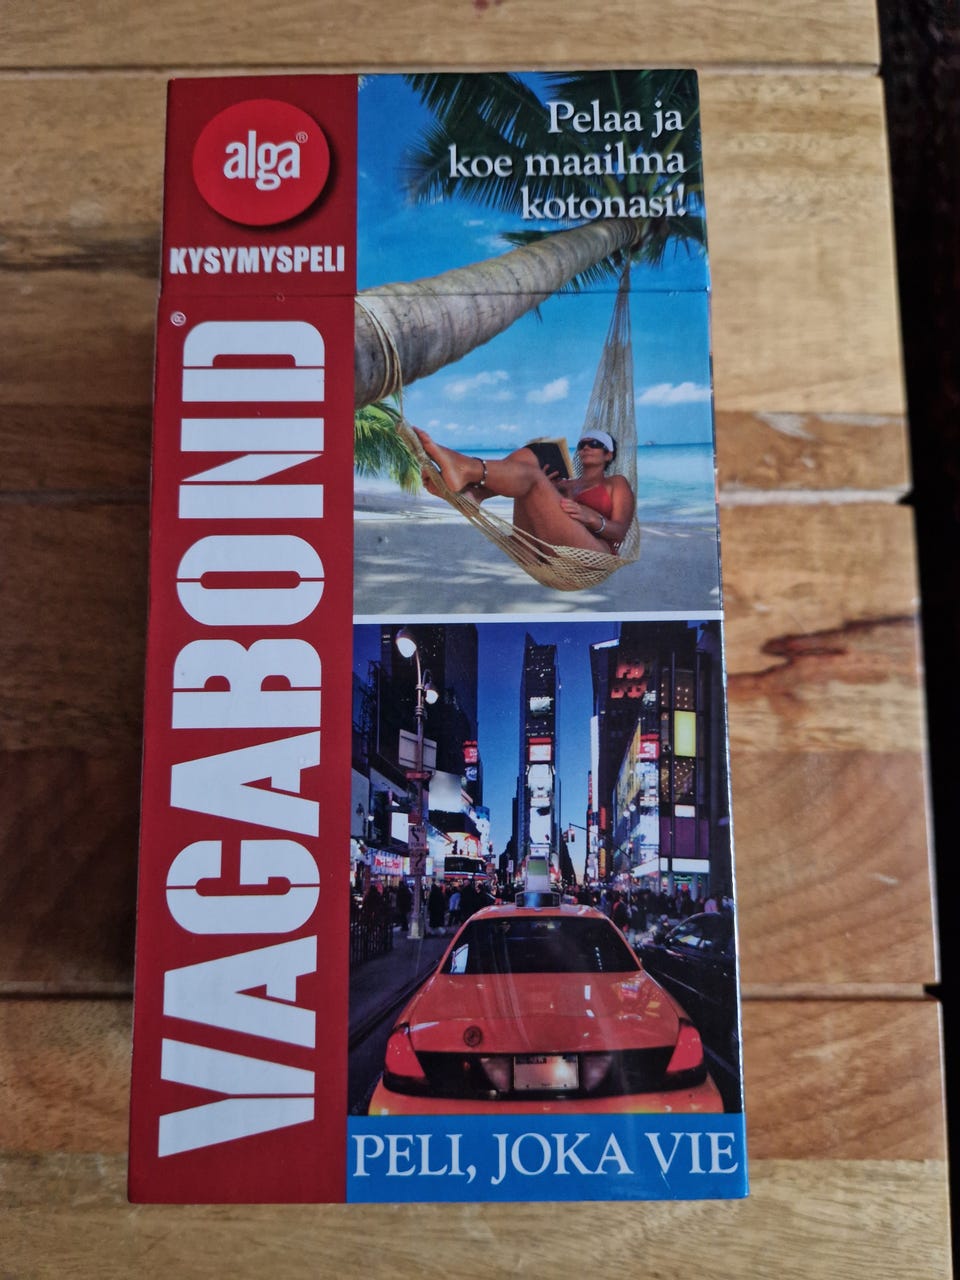 alga®
KYSYMYSPELI
VAGABOND®
Pelaa ja
koe maailma
kotonasi!
PELI, JOKA VIE